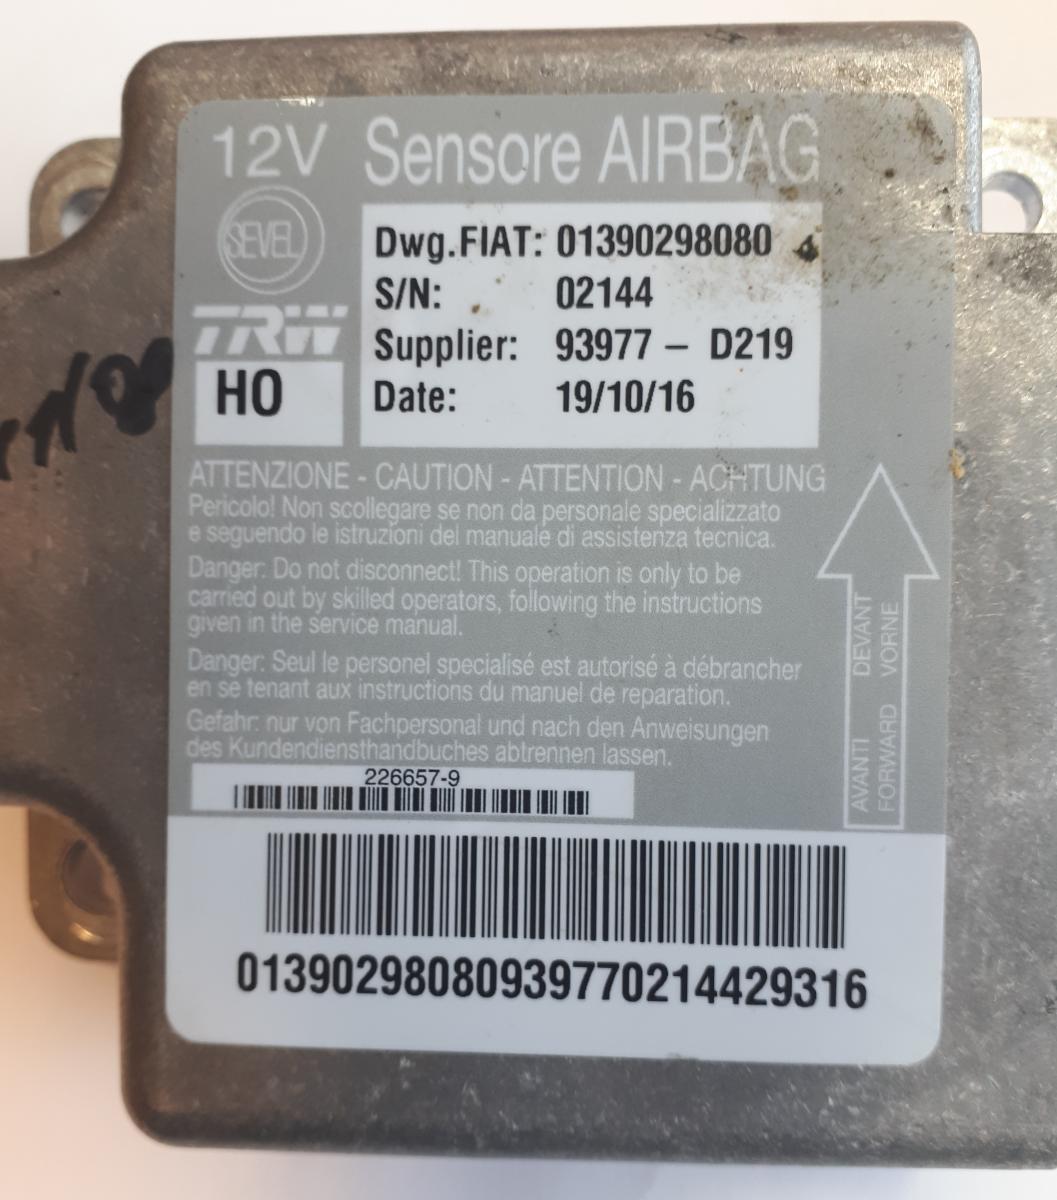 12V Sensore AIRBAG
SEVEL
Dwg.FIAT: 01390298080
S/N: 02144
TRW
Supplier: 93977 – D219
HO
Date: 19/10/16
ATTENZIONE - CAUTION - ATTENTION - ACHTUNG
Pericolo! Non scollegare se non da personale specializzato
e seguendo le istruzioni del manuale di assistenza tecnica.
Danger: Do not disconnect! This operation is only to be
carried out by skilled operators, following the instructions
given in the service manual.
Danger: Seul le personel specialisé est autorisé à débrancher
en se tenant aux instructions du manuel de reparation.
Gefahr: nur von Fachpersonal und nach den Anweisungen
des Kundendiensthandbuches abtrennen lassen.
AVANTI DEVANT
FORWARD VORNE
226657-9
01390298080939770214429316